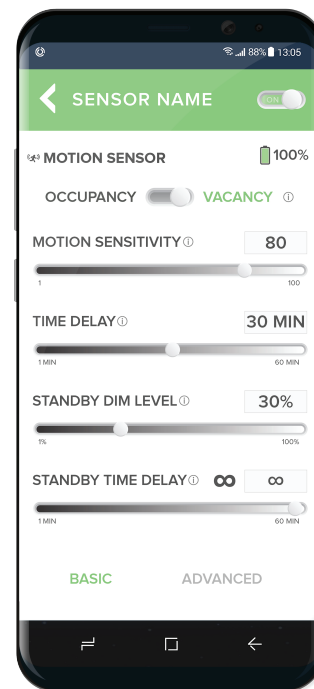 88% 13:05
SENSOR NAME ON
MOTION SENSOR 100%
OCCUPANCY VACANCY ⓘ
MOTION SENSITIVITY ⓘ 80
1 100
TIME DELAY ⓘ 30 MIN
1 MIN 60 MIN
STANDBY DIM LEVEL ⓘ 30%
1% 100%
STANDBY TIME DELAY ⓘ ∞ ∞
1 MIN 60 MIN
BASIC ADVANCED